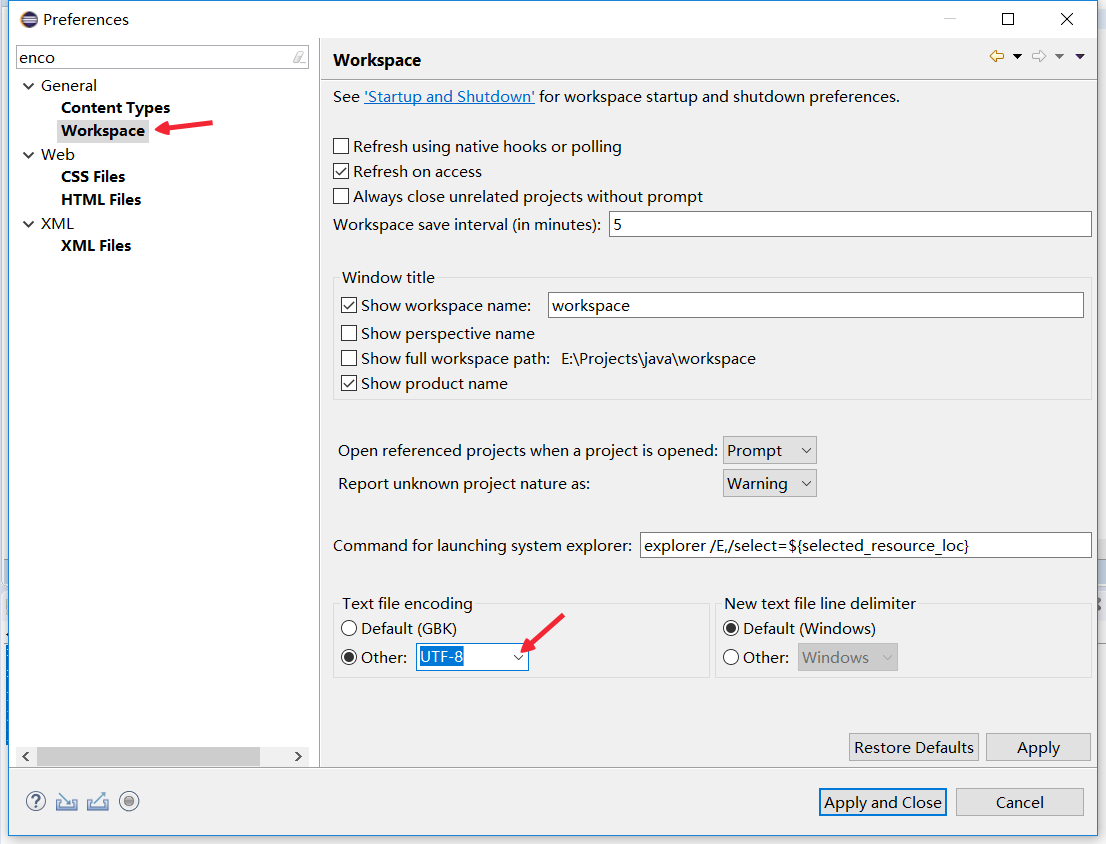 Preferences
enco
General
Content Types
Workspace
Web
CSS Files
HTML Files
XML
XML Files
Workspace
See 'Startup and Shutdown' for workspace startup and shutdown preferences.
Refresh using native hooks or polling
Refresh on access
Always close unrelated projects without prompt
Workspace save interval (in minutes): 5
Window title
Show workspace name: workspace
Show perspective name
Show full workspace path: E:\Projects\java\workspace
Show product name
Open referenced projects when a project is opened: Prompt
Report unknown project nature as: Warning
Command for launching system explorer: explorer /E,/select=${selected_resource_loc}
Text file encoding
Default (GBK)
Other: UTF-8
New text file line delimiter
Default (Windows)
Other: Windows
Restore Defaults Apply
? Apply and Close Cancel